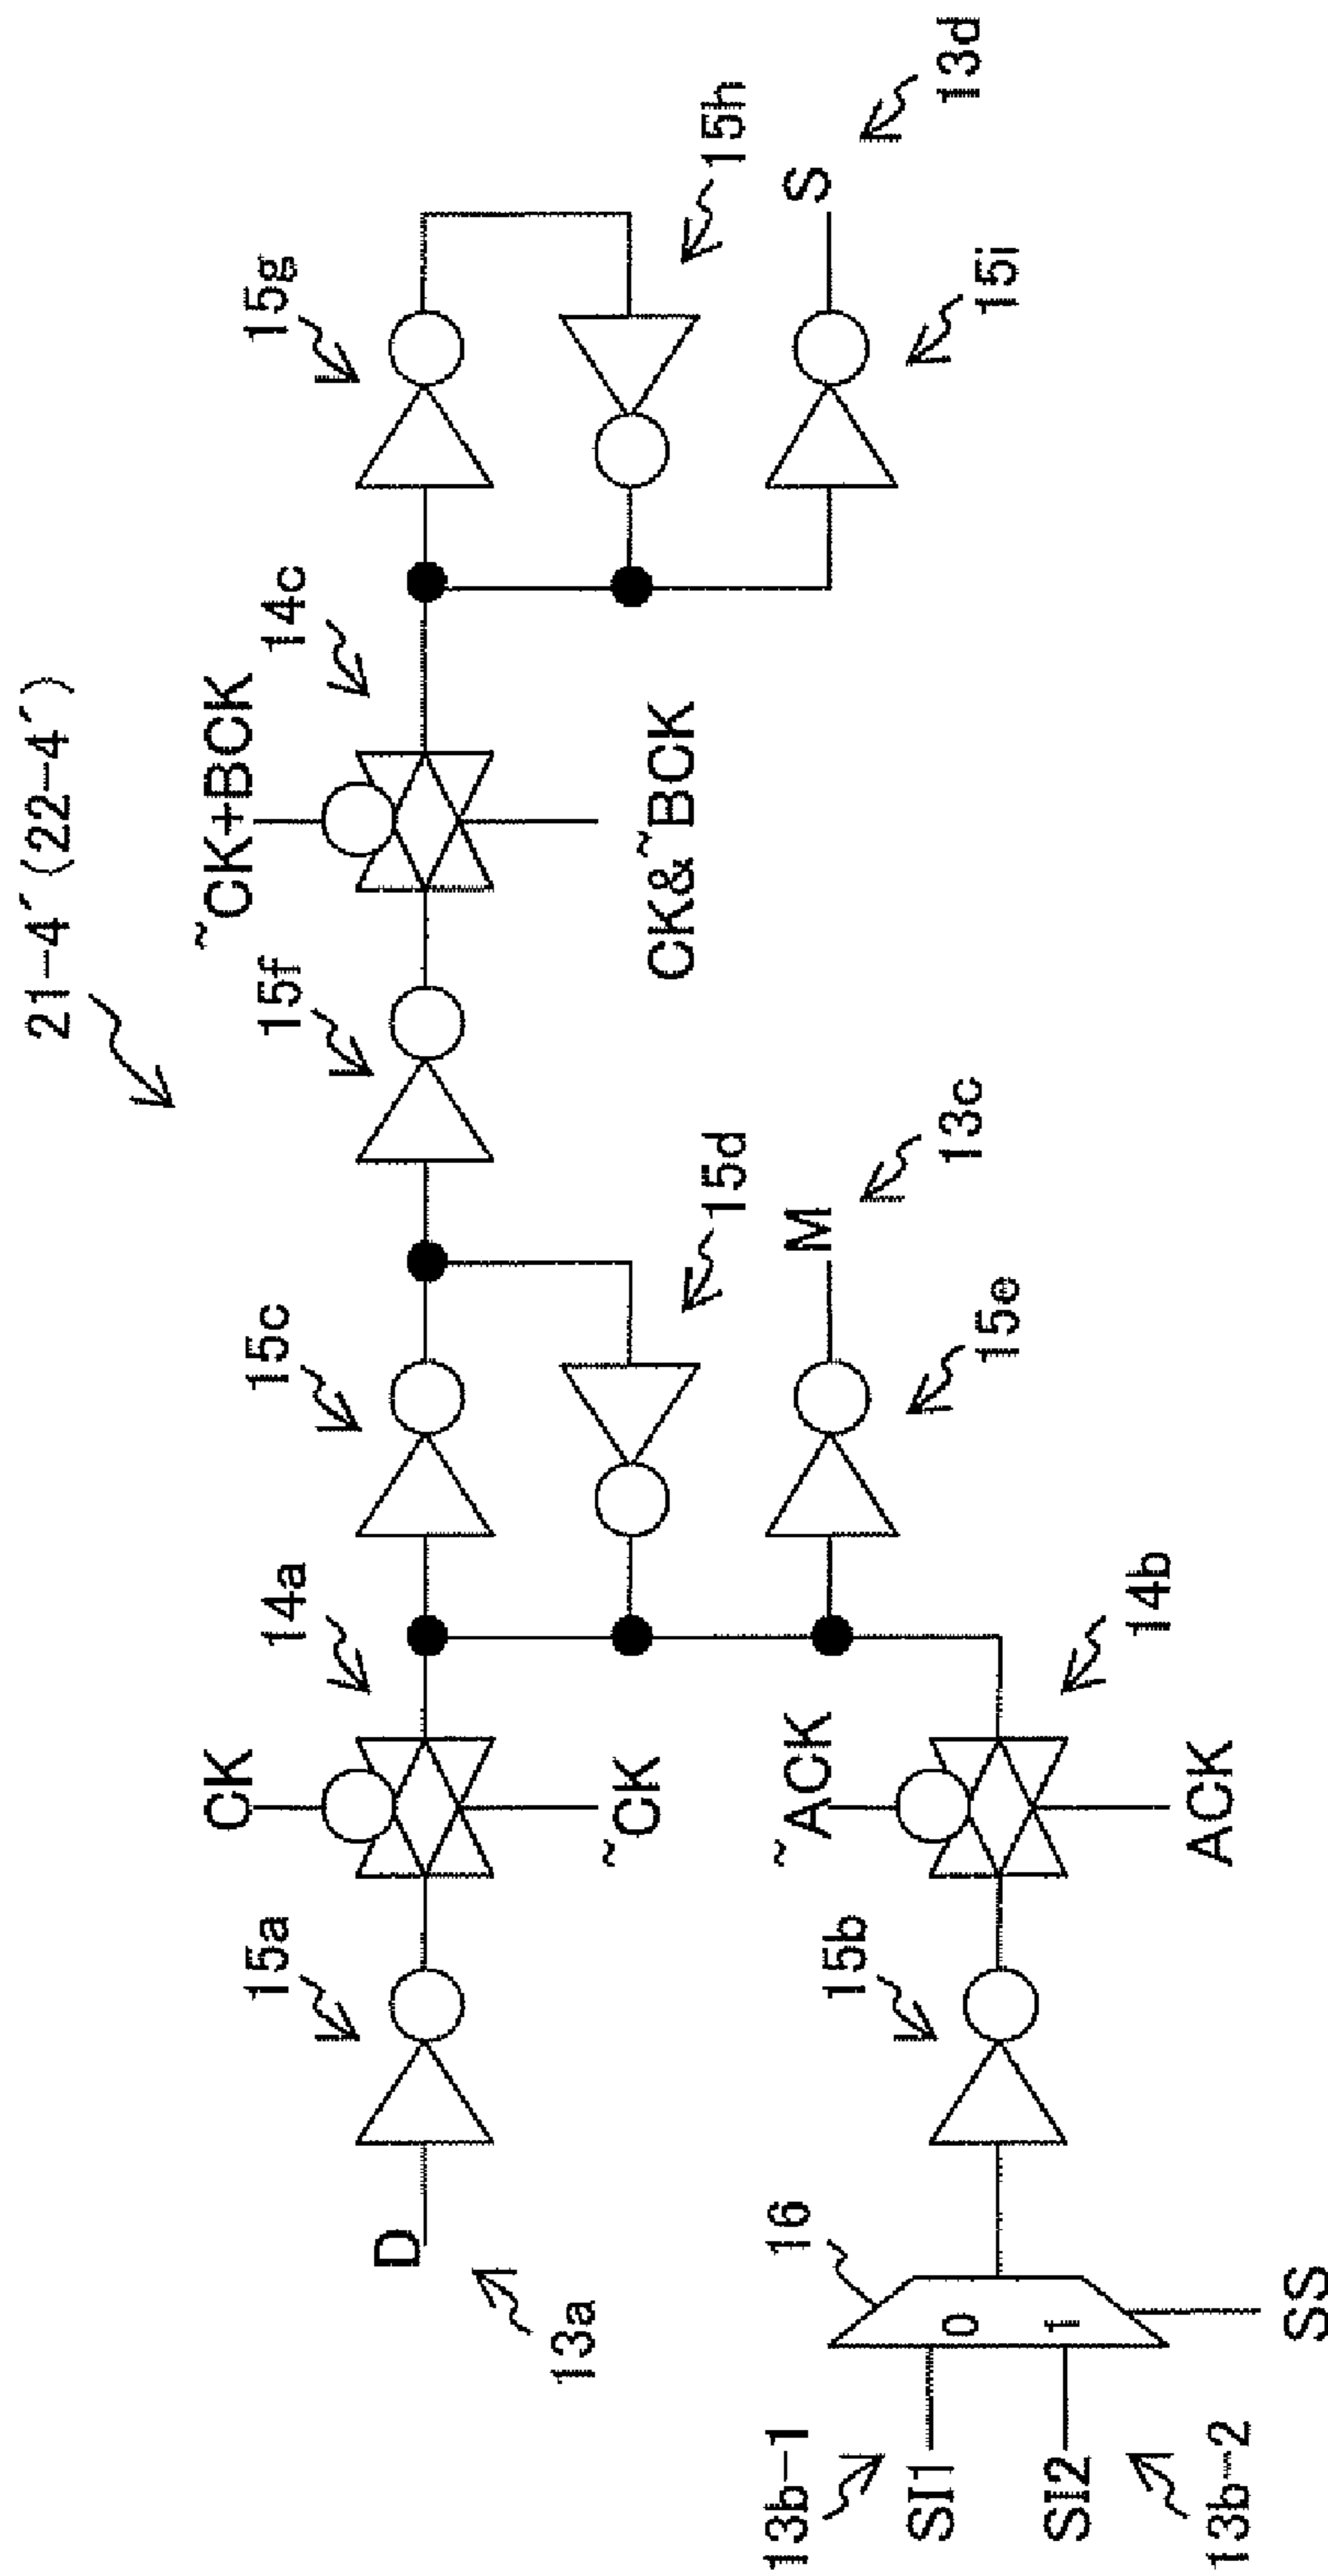 21-4´(22-4´)
~CK+BCK
14c
15g
15h
S
13d
15i
15f
CK&~BCK
CK
14a
15c
15d
M
13c
15e
15a
~CK
~ACK
14b
15b
ACK
D
13a
16
13b-1
SI1
0
SI2
1
13b-2
SS